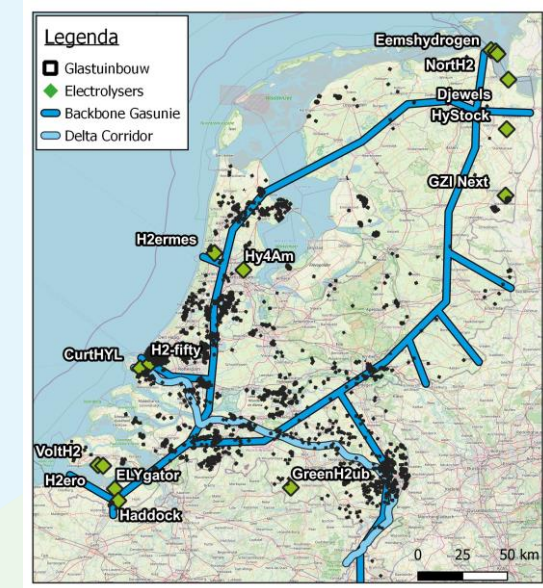 Legenda
Glastuinbouw
Electrolysers
Backbone Gasunie
Delta Corridor
Eemshydrogen
NortH2
Djewels
HyStock
GZI Next
H2ermes
Hy4Am
CurtHYL
H2-fifty
VoltH2
ELYgator
H2ero
Haddock
GreenH2ub
0 25 50 km